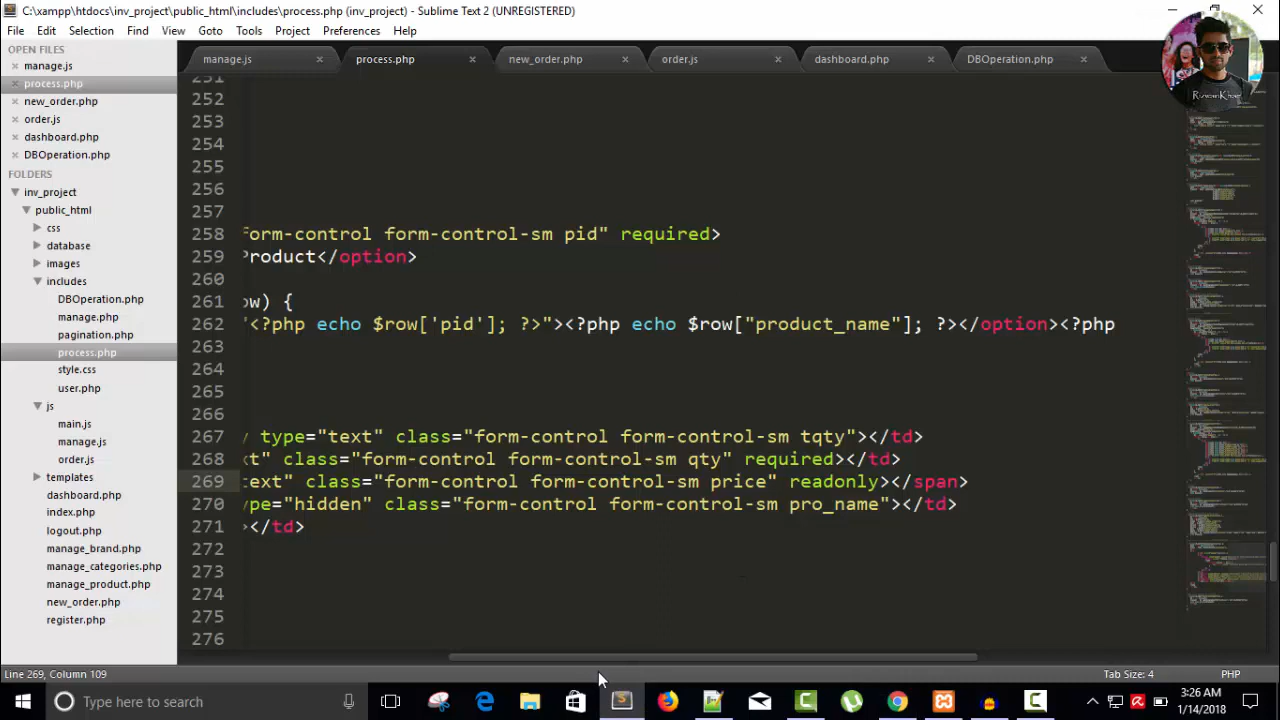 C:\xampp\htdocs\inv_project\public_html\includes\process.php (inv_project) - Sublime Text 2 (UNREGISTERED)
File Edit Selection Find View Goto Tools Project Preferences Help
OPEN FILES
manage.js
process.php
new_order.php
order.js
dashboard.php
DBOperation.php
FOLDERS
inv_project
public_html
css
database
images
includes
DBOperation.php
manage.php
pagination.php
process.php
style.css
user.php
js
main.js
manage.js
order.js
templates
dashboard.php
index.php
logout.php
manage_brand.php
manage_categories.php
manage_product.php
new_order.php
register.php
manage.js process.php new_order.php order.js dashboard.php DBOperation.php
251
252
253
254
255
256
257
258 form-control form-control-sm pid" required>
259 Product</option>
260
261 ow) {
262 "<?php echo $row['pid']; ?>"><?php echo $row["product_name"]; ?></option><?php
263
264
265
266
267 y type="text" class="form-control form-control-sm tqty"></td>
268 xt" class="form-control form-control-sm qty" required></td>
269 text" class="form-control form-control-sm price" readonly></span>
270 ype="hidden" class="form-control form-control-sm pro_name"></td>
271 ></td>
272
273
274
275
276
Line 269, Column 109 Tab Size: 4 PHP
Type here to search
3:26 AM
1/14/2018